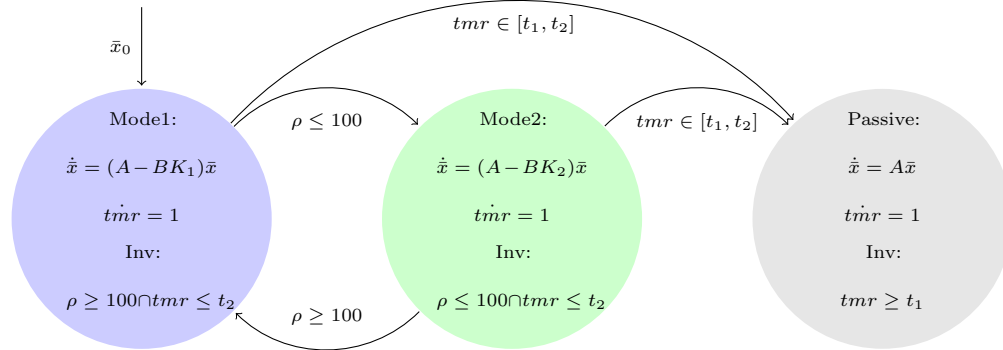 tmr ∈ [t₁, t₂]
x̄₀
Mode1:
ẋ̄ = (A−BK₁)x̄
tṁr = 1
Inv:
ρ ≥ 100∩tmr ≤ t₂
ρ ≤ 100
Mode2:
ẋ̄ = (A−BK₂)x̄
tṁr = 1
Inv:
ρ ≤ 100∩tmr ≤ t₂
ρ ≥ 100
tmr ∈ [t₁, t₂]
Passive:
ẋ̄ = Ax̄
tṁr = 1
Inv:
tmr ≥ t₁